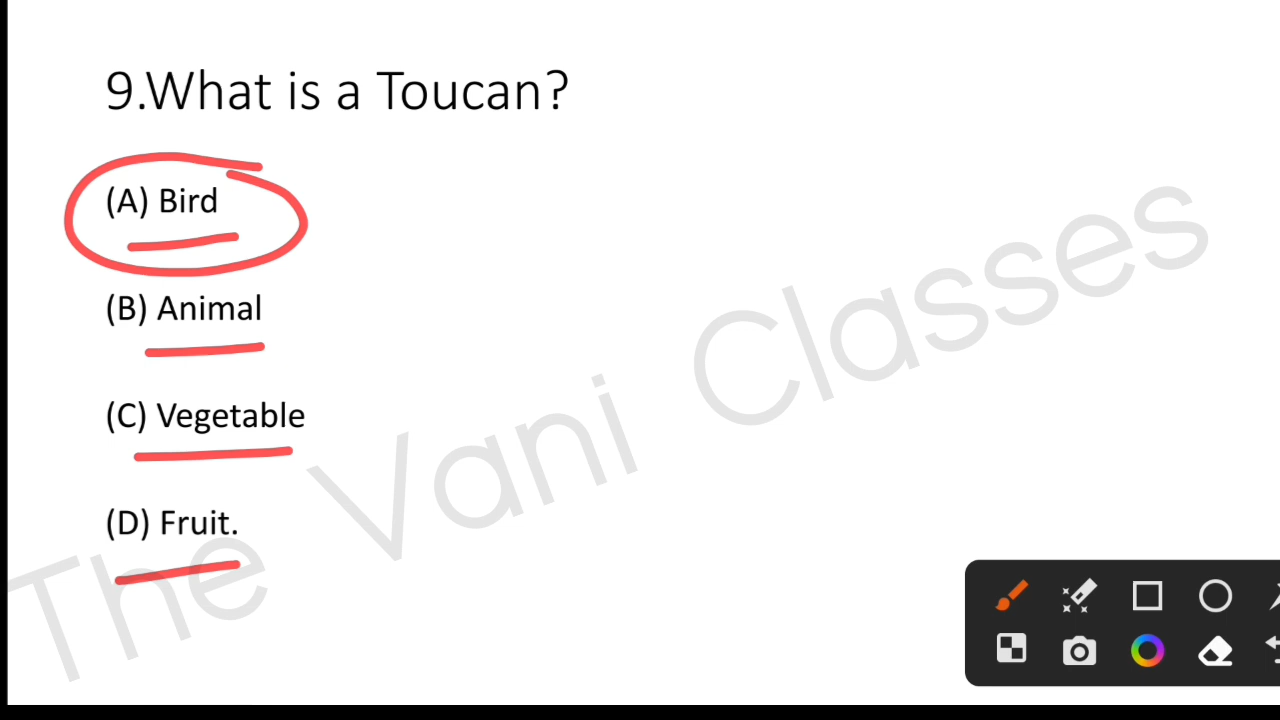 9.What is a Toucan?
(A) Bird
(B) Animal
(C) Vegetable
(D) Fruit.
The Vani Classes